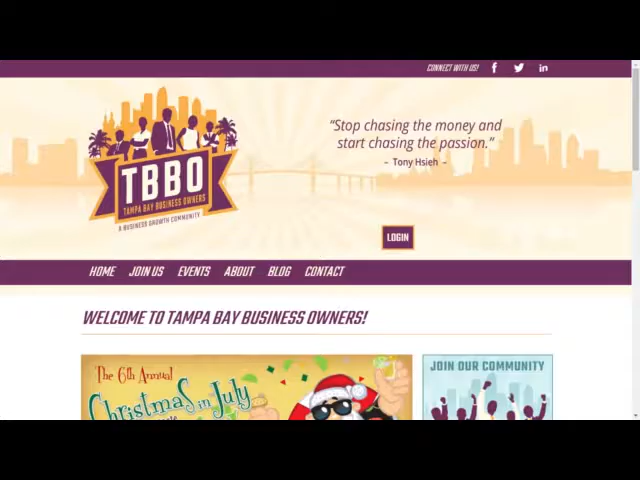 CONNECT WITH US!
"Stop chasing the money and
start chasing the passion."
~ Tony Hsieh ~
TBBO
TAMPA BAY BUSINESS OWNERS
A BUSINESS GROWTH COMMUNITY
LOGIN
HOME JOIN US EVENTS ABOUT BLOG CONTACT
WELCOME TO TAMPA BAY BUSINESS OWNERS!
The 6th Annual
Christmas in July
JOIN OUR COMMUNITY